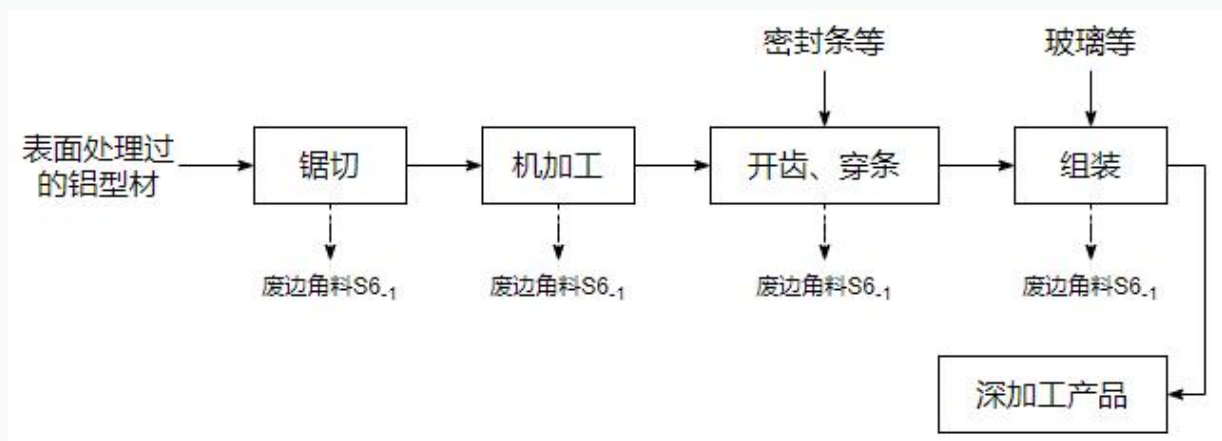 密封条等
玻璃等
表面处理过
的铝型材
锯切
机加工
开齿、穿条
组装
废边角料S6-1
废边角料S6-1
废边角料S6-1
废边角料S6-1
深加工产品